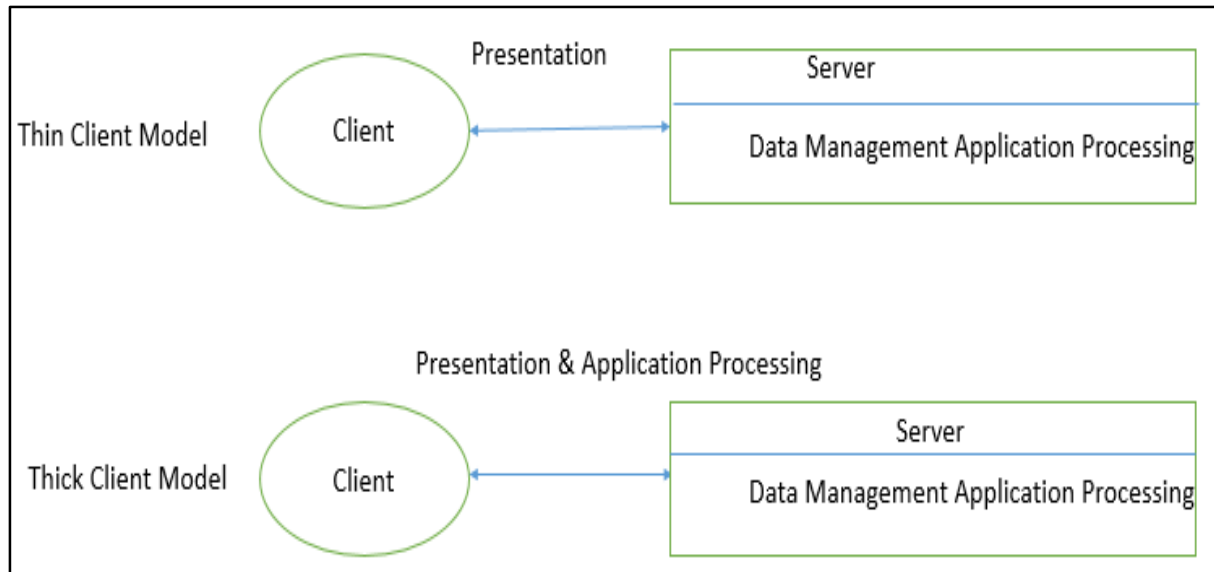 Presentation
Server
Thin Client Model
Client
Data Management Application Processing
Presentation & Application Processing
Server
Thick Client Model
Client
Data Management Application Processing